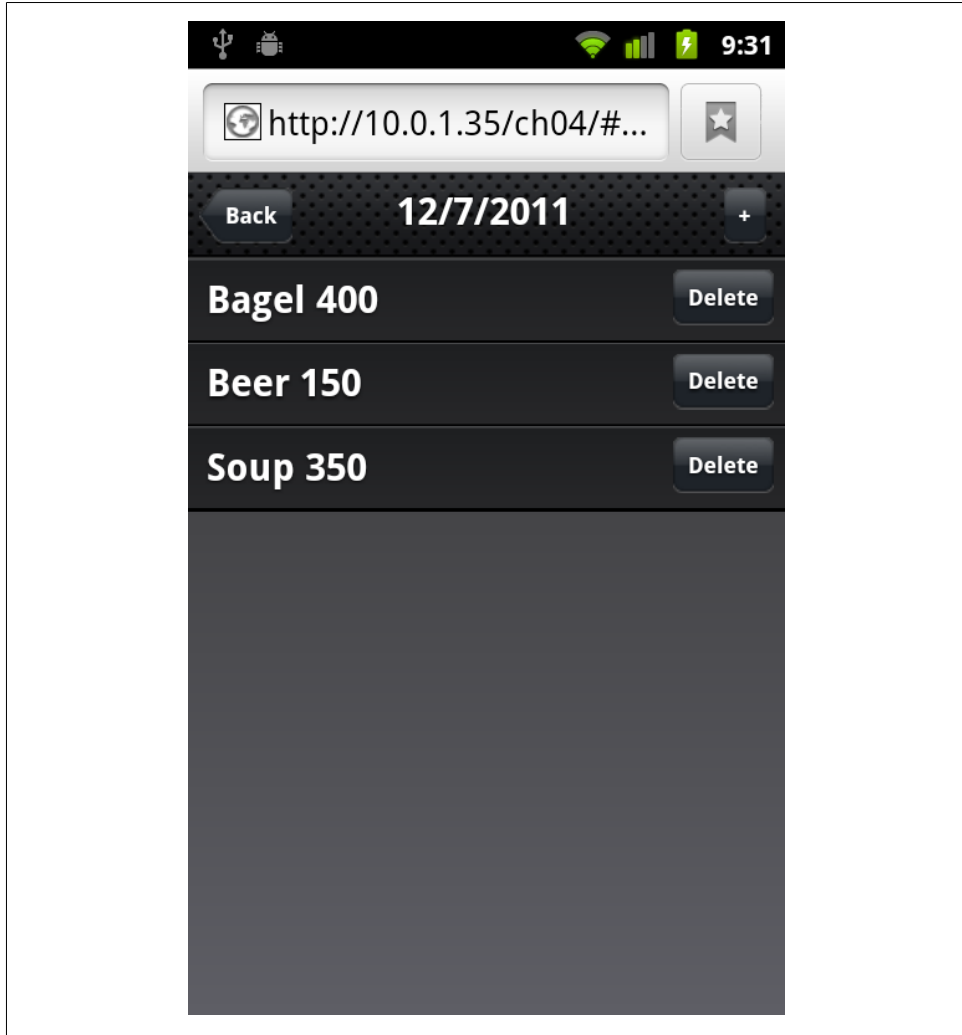 9:31
http://10.0.1.35/ch04/#...
Back 12/7/2011 +
Bagel 400 Delete
Beer 150 Delete
Soup 350 Delete